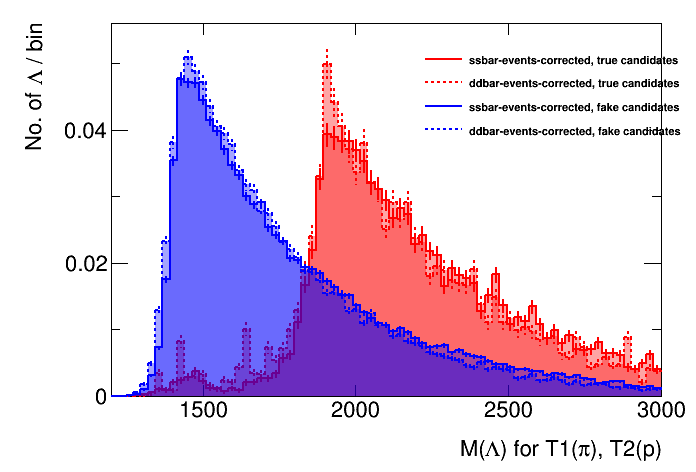 No. of Λ / bin
ssbar-events-corrected, true candidates
ddbar-events-corrected, true candidates
ssbar-events-corrected, fake candidates
ddbar-events-corrected, fake candidates
0.04
0.02
0
1500 2000 2500 3000
M(Λ) for T1(π), T2(p)